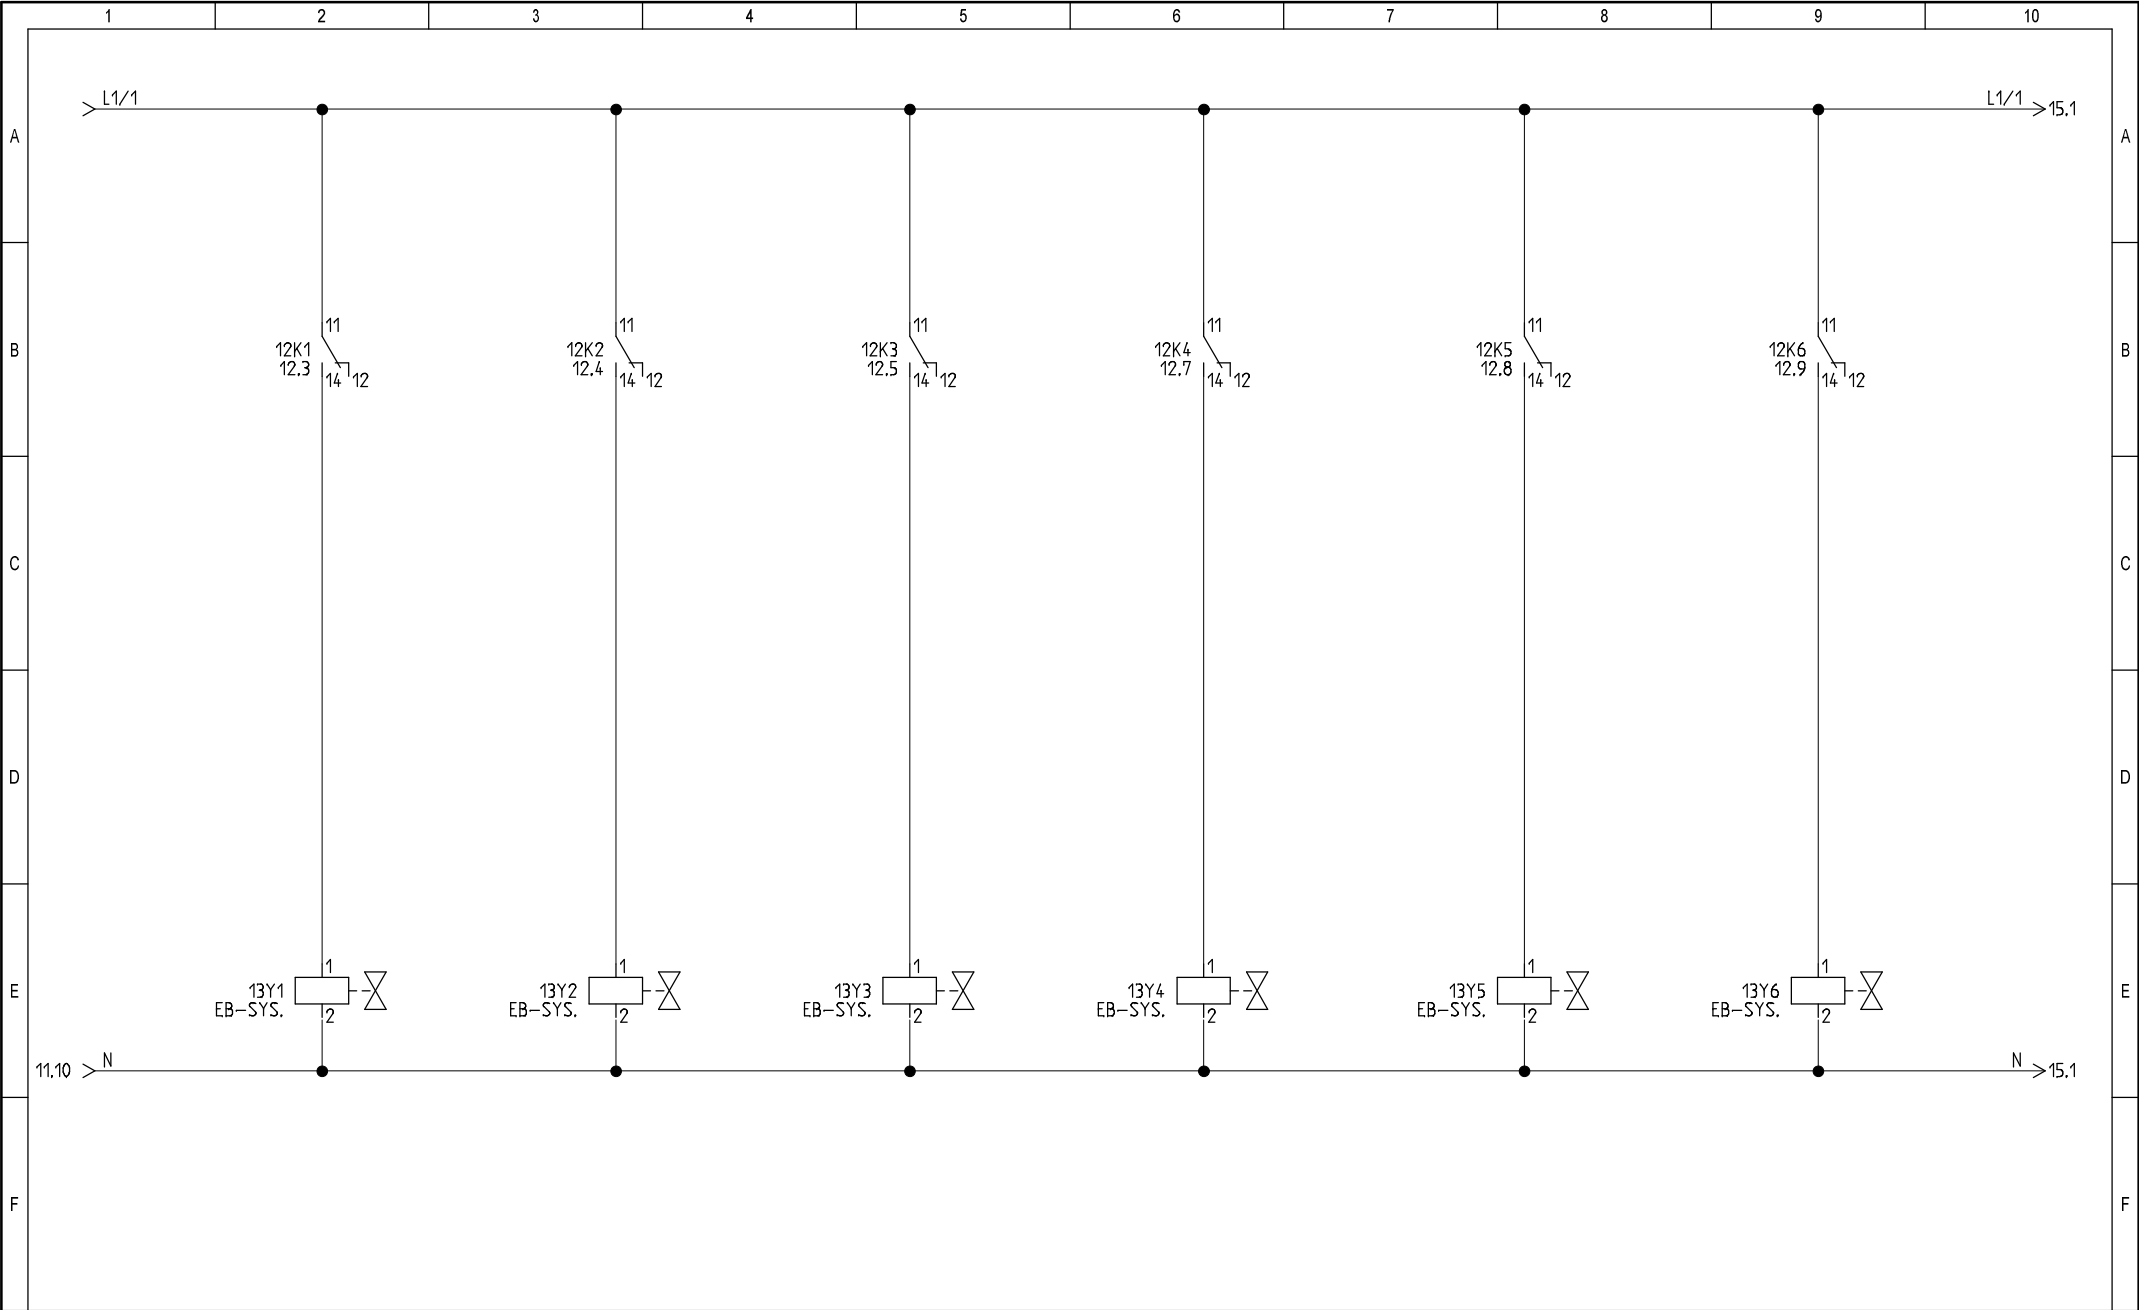 1 2 3 4 5 6 7 8 9 10
L1/1 L1/1 15.1
A A
11 11 11 11 11 11
B 12K1 12K2 12K3 12K4 12K5 12K6 B
12.3 12.4 12.5 12.7 12.8 12.9
14 12 14 12 14 12 14 12 14 12 14 12
C C
D D
1 1 1 1 1 1
E 13Y1 13Y2 13Y3 13Y4 13Y5 13Y6 E
EB-SYS. EB-SYS. EB-SYS. EB-SYS. EB-SYS. EB-SYS.
2 2 2 2 2 2
11.10 N N 15.1
F F